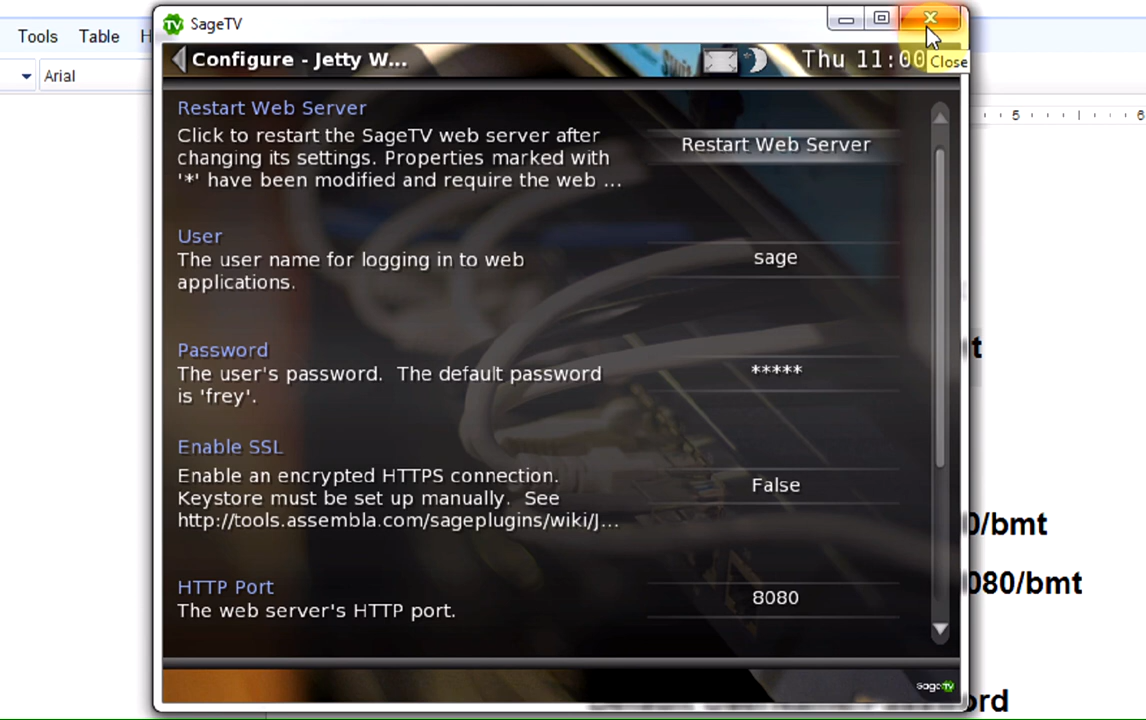 SageTV
Tools Table H
Arial
Configure - Jetty W... Thu 11:00
Close
5 6
Restart Web Server
Click to restart the SageTV web server after
changing its settings. Properties marked with
'*' have been modified and require the web ...
Restart Web Server
User
The user name for logging in to web
applications.
sage
Password
The user's password. The default password
is 'frey'.
*****
Enable SSL
Enable an encrypted HTTPS connection.
Keystore must be set up manually. See
http://tools.assembla.com/sageplugins/wiki/J...
False
HTTP Port
The web server's HTTP port.
8080
t
0/bmt
080/bmt
SageTV
ord